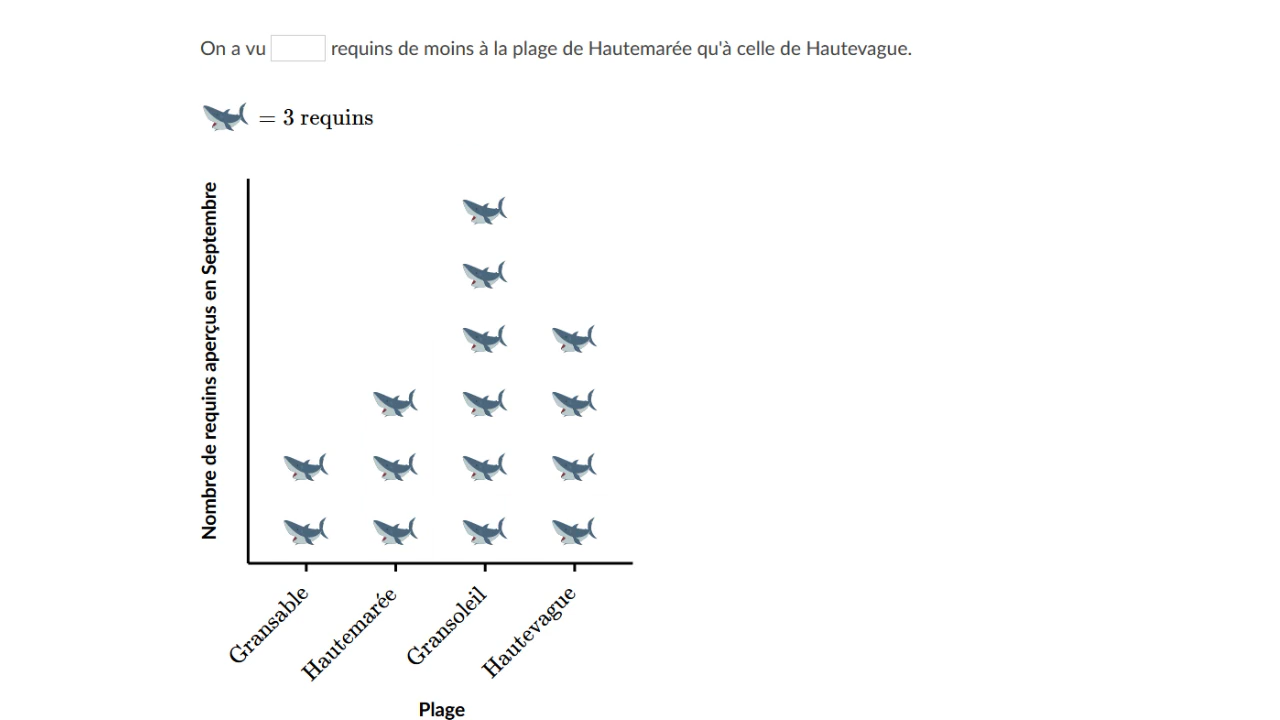 On a vu requins de moins à la plage de Hautemarée qu'à celle de Hautevague.
= 3 requins
Nombre de requins aperçus en Septembre
Gransable
Hautemarée
Gransoleil
Hautevague
Plage